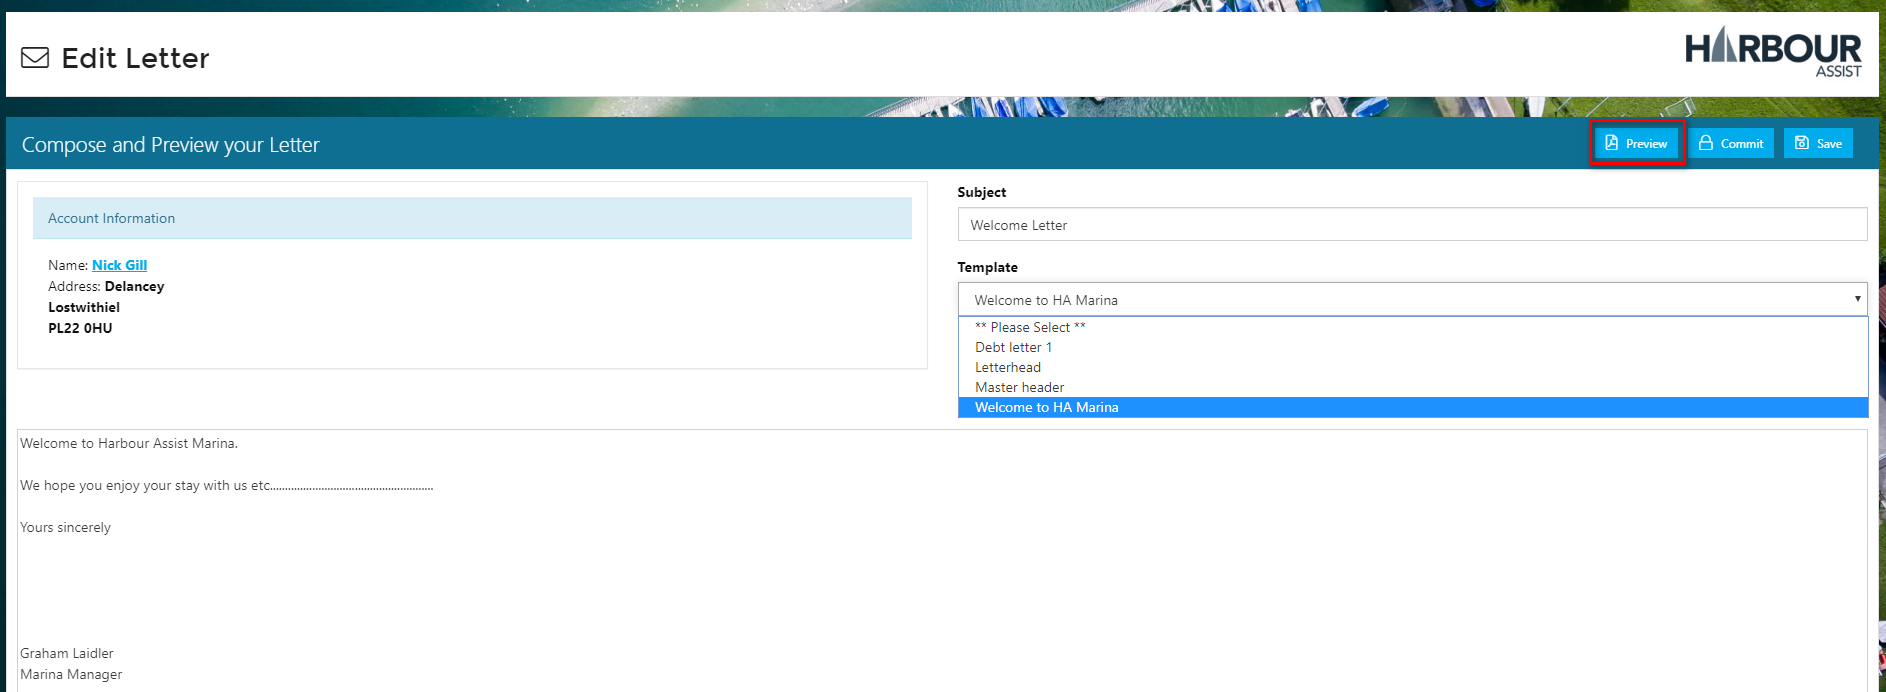 Edit Letter
HARBOUR
ASSIST
Compose and Preview your Letter
Preview
Commit
Save
Account Information
Name: Nick Gill
Address: Delancey
Lostwithiel
PL22 0HU
Subject
Welcome Letter
Template
Welcome to HA Marina
** Please Select **
Debt letter 1
Letterhead
Master header
Welcome to HA Marina
Welcome to Harbour Assist Marina.
We hope you enjoy your stay with us etc......................................................
Yours sincerely
Graham Laidler
Marina Manager